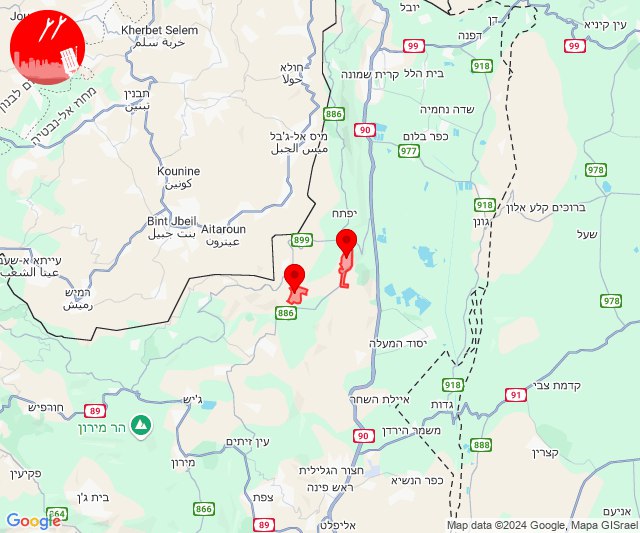 יובל
דן
עין קיניא
Kherbet Selem
خربة سلم
דפנה
99
99
חולא
حولا
קרית שמונה
בית הלל
918
מחוז אל-נבטיה
תבנין
تبنين
886
שדה נחמיה
90
מיס אל-ג'בל
ميس الجبل
כפר בלום
977
978
Kounine
كونين
יפתח
918
ברוכים קלע אלון
גונן
Bint Jbeil
بنت جبيل
Aitaroun
عيترون
899
שעל
עייתא א-שעב
عيتا الشعب
רמיש
رميش
978
886
יסוד המעלה
918
91
קדמת צבי
איילת השחר
גדות
ג'יש
89
חורפיש
הר מירון
90
משמר הירדן
888
עין זיתים
קצרין
מירון
חצור הגלילית
ראש פינה
כפר הנשיא
פקיעין
בית ג'ן
צפת
864
866
89
אליפלט
אניעם
Google
Map data ©2024 Google, Mapa GISrael